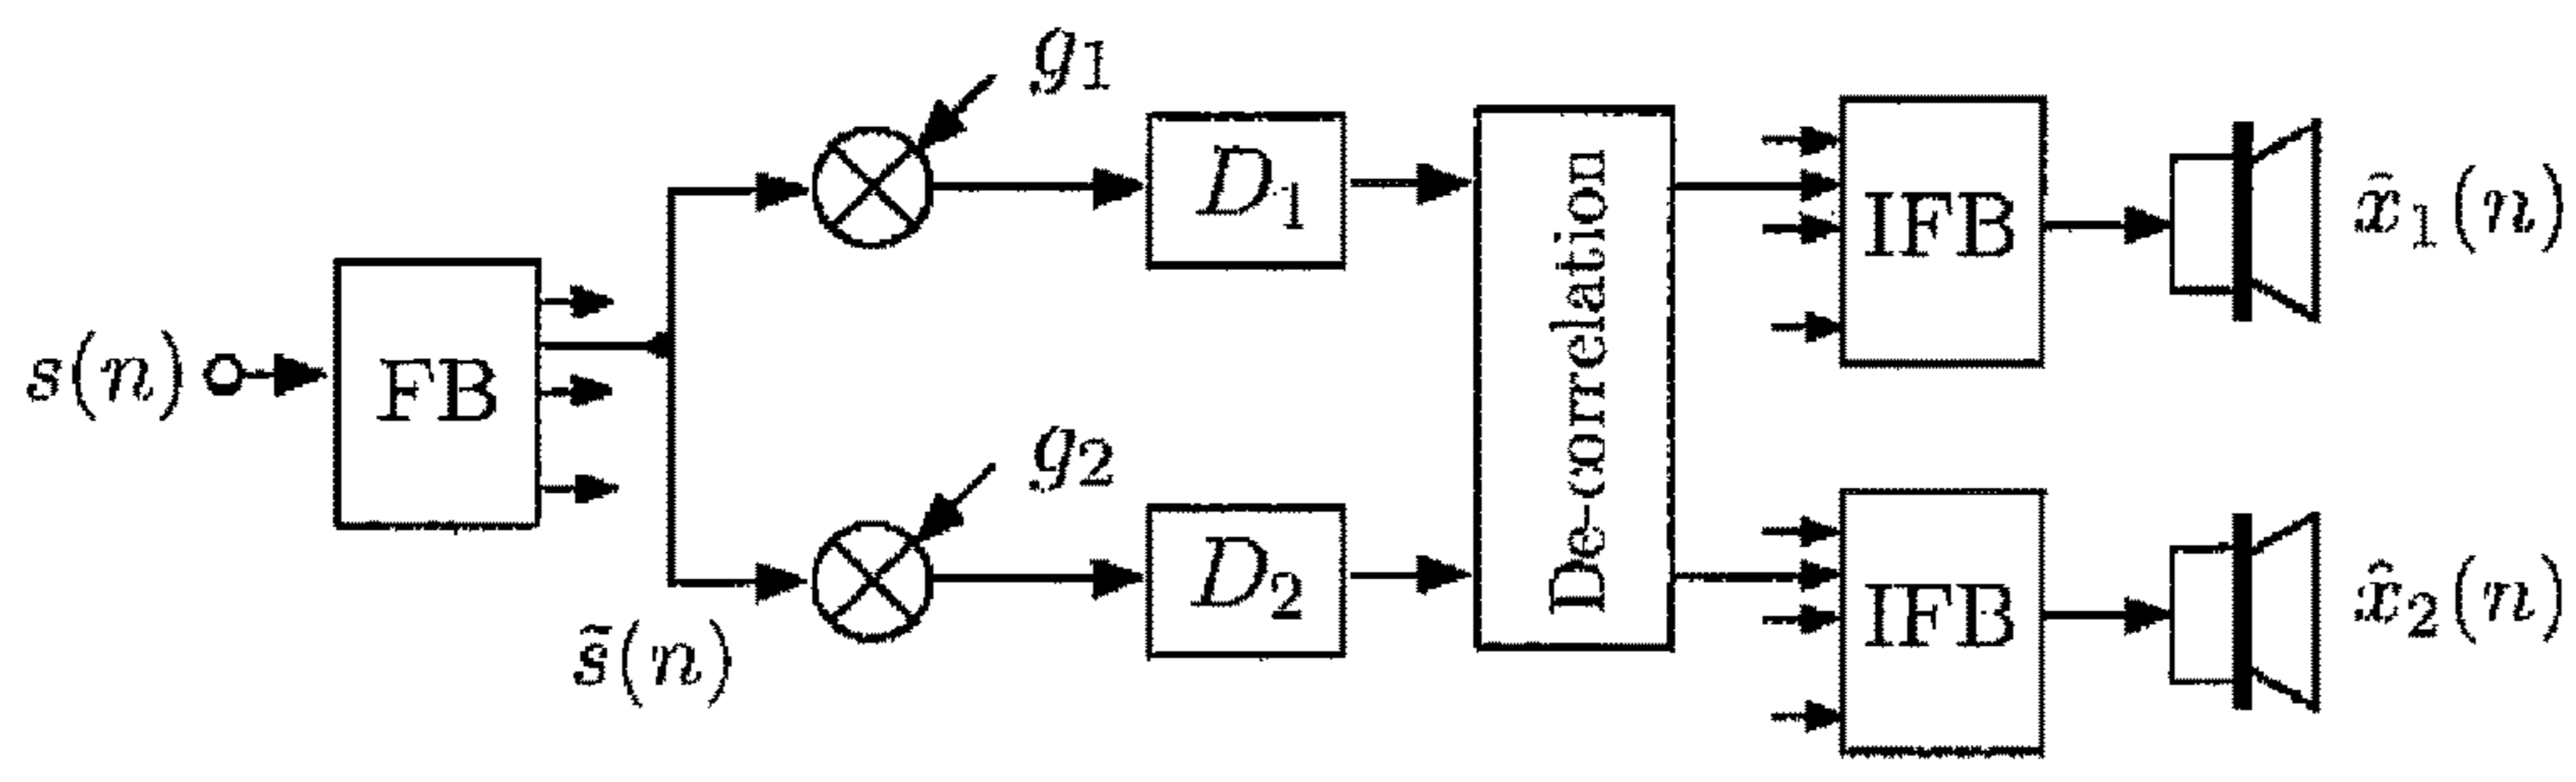 g₁
D₁
IFB
x̂₁(n)
s(n)
FB
De-correlation
g₂
D₂
IFB
x̂₂(n)
s̃(n)